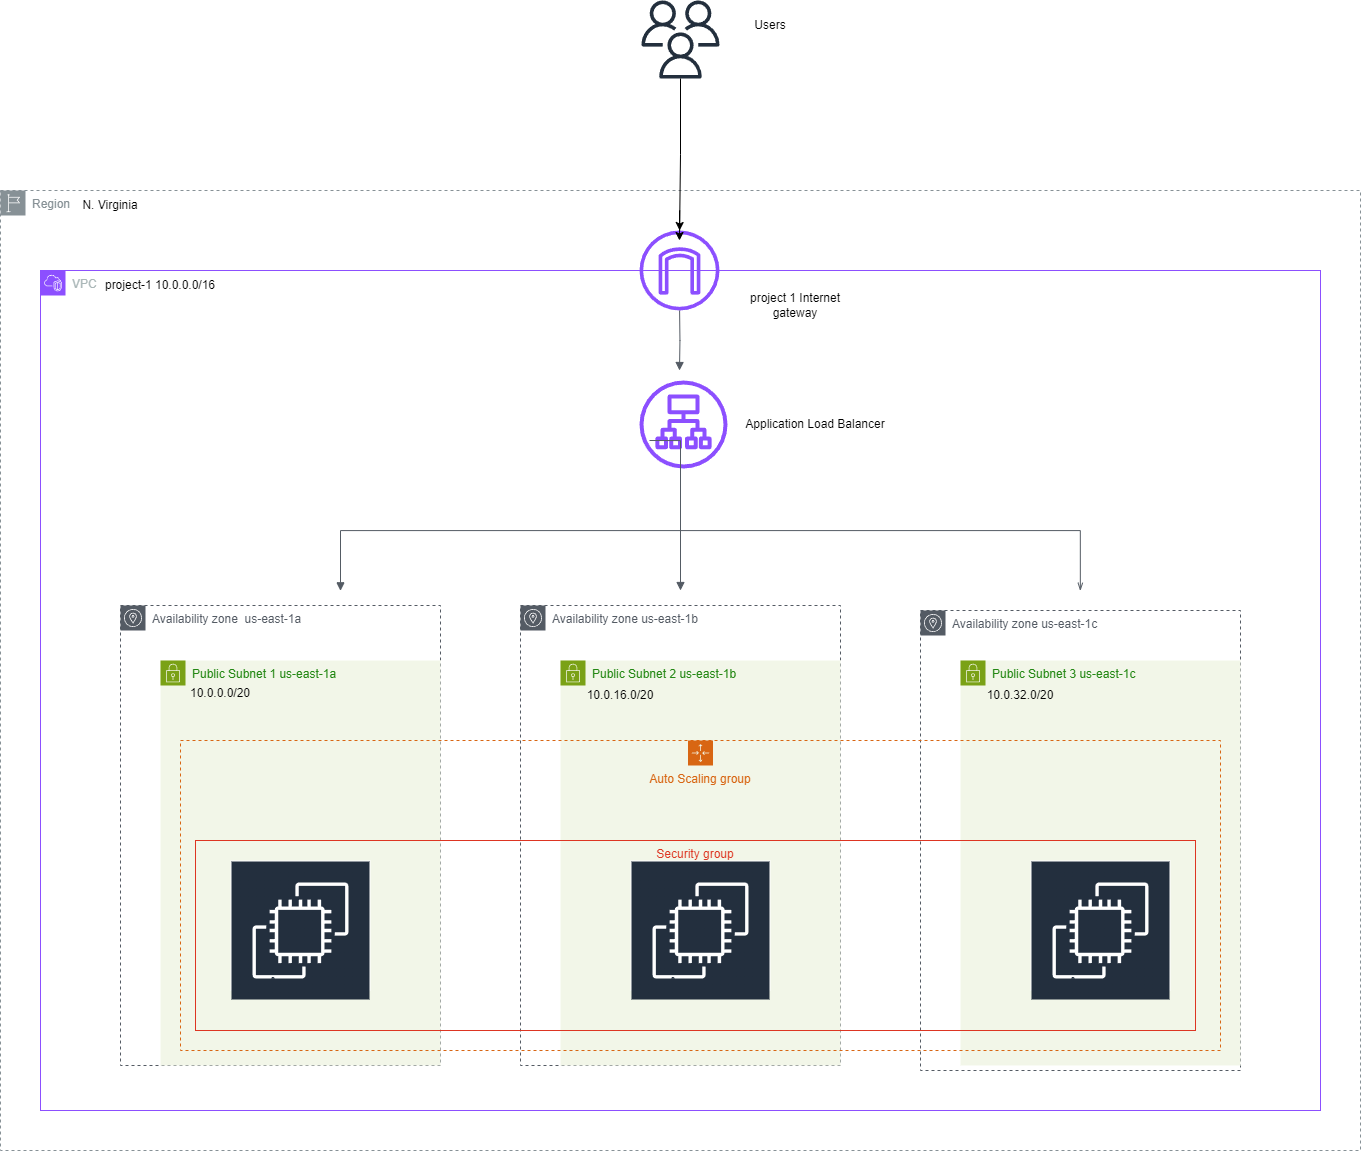 Users
Region
N. Virginia
VPC
project-1 10.0.0.0/16
project 1 Internet
gateway
Application Load Balancer
Availability zone  us-east-1a
Availability zone us-east-1b
Availability zone us-east-1c
Public Subnet 1 us-east-1a
10.0.0.0/20
Public Subnet 2 us-east-1b
10.0.16.0/20
Public Subnet 3 us-east-1c
10.0.32.0/20
Auto Scaling group
Security group